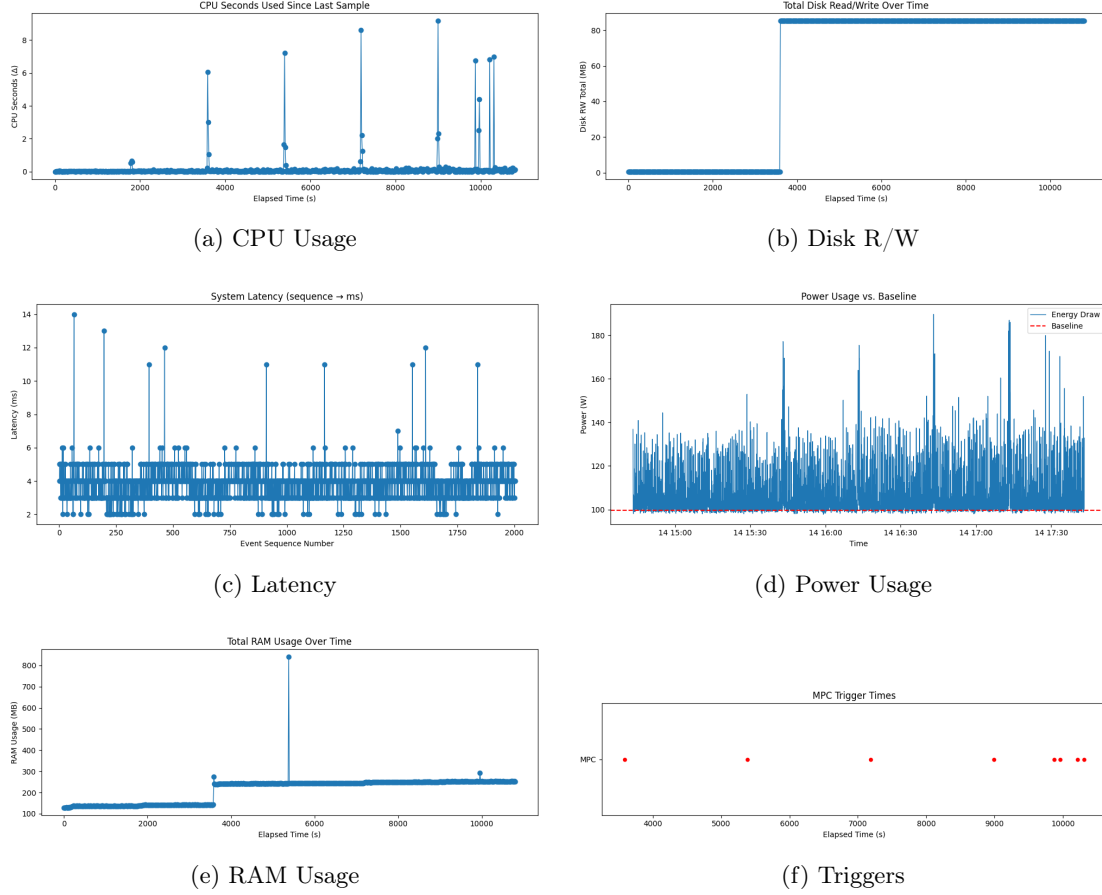 CPU Seconds Used Since Last Sample
CPU Seconds (Δ)
8
6
4
2
0
0 2000 4000 6000 8000 10000
Elapsed Time (s)
(a) CPU Usage
Total Disk Read/Write Over Time
Disk RW Total (MB)
80
60
40
20
0
0 2000 4000 6000 8000 10000
Elapsed Time (s)
(b) Disk R/W
System Latency (sequence → ms)
Latency (ms)
14
12
10
8
6
4
2
0 250 500 750 1000 1250 1500 1750 2000
Event Sequence Number
(c) Latency
Power Usage vs. Baseline
Energy Draw
Baseline
Power (W)
180
160
140
120
100
14 15:00 14 15:30 14 16:00 14 16:30 14 17:00 14 17:30
Time
(d) Power Usage
Total RAM Usage Over Time
RAM Usage (MB)
800
700
600
500
400
300
200
100
0 2000 4000 6000 8000 10000
Elapsed Time (s)
(e) RAM Usage
MPC Trigger Times
MPC
4000 5000 6000 7000 8000 9000 10000
Elapsed Time (s)
(f) Triggers